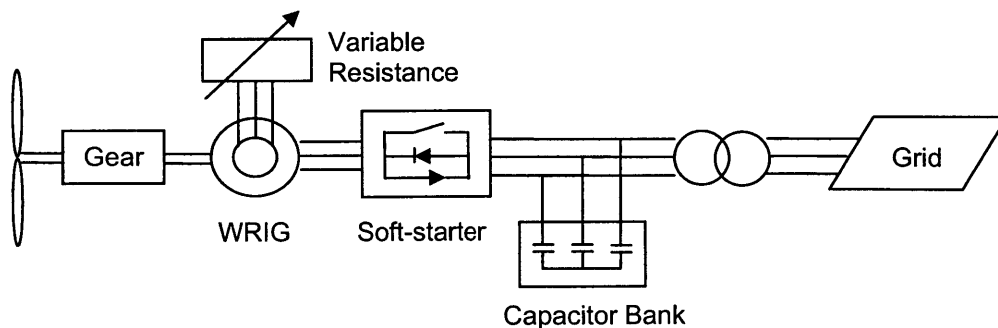 Variable
Resistance
Gear
Grid
WRIG
Soft-starter
Capacitor Bank